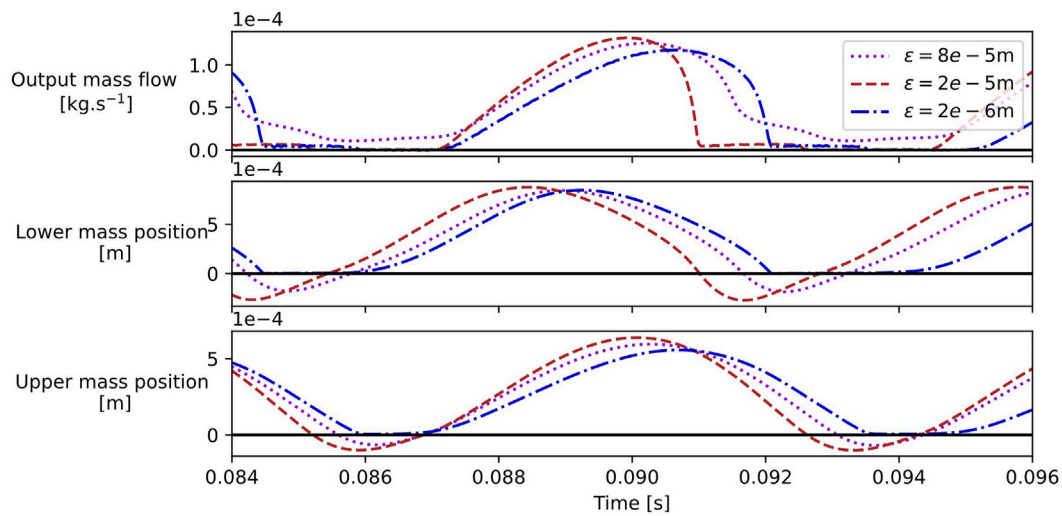 1e−4
Output mass flow
[kg.s⁻¹]
1.0
0.5
0.0
ε = 8e − 5m
ε = 2e − 5m
ε = 2e − 6m
1e−4
Lower mass position
[m]
5
0
1e−4
Upper mass position
[m]
5
0
0.084
0.086
0.088
0.090
0.092
0.094
0.096
Time [s]